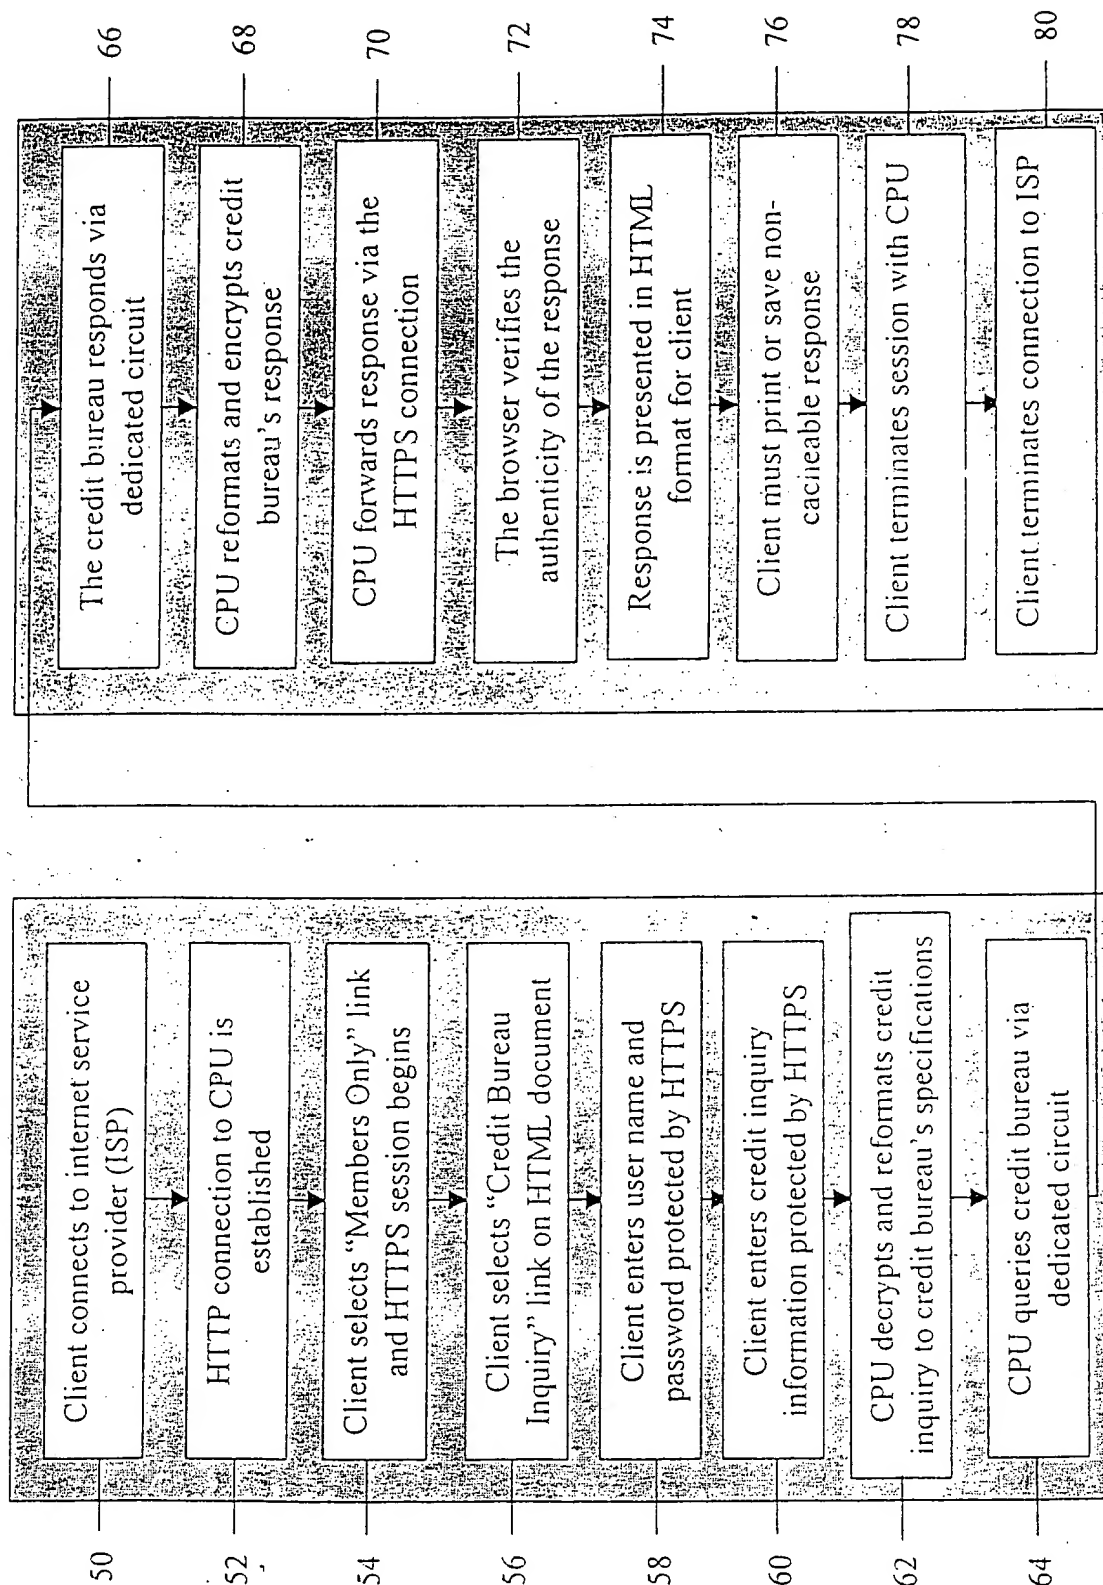 50
Client connects to internet service
provider (ISP)
52
HTTP connection to CPU is
established
54
Client selects “Members Only” link
and HTTPS session begins
56
Client selects “Credit Bureau
Inquiry” link on HTML document
58
Client enters user name and
password protected by HTTPS
60
Client enters credit inquiry
information protected by HTTPS
62
CPU decrypts and reformats credit
inquiry to credit bureau's specifications
64
CPU queries credit bureau via
dedicated circuit
The credit bureau responds via
dedicated circuit
66
CPU reformats and encrypts credit
bureau's response
68
CPU forwards response via the
HTTPS connection
70
The browser verifies the
authenticity of the response
72
Response is presented in HTML
format for client
74
Client must print or save non-
cacheable response
76
Client terminates session with CPU
78
Client terminates connection to ISP
80